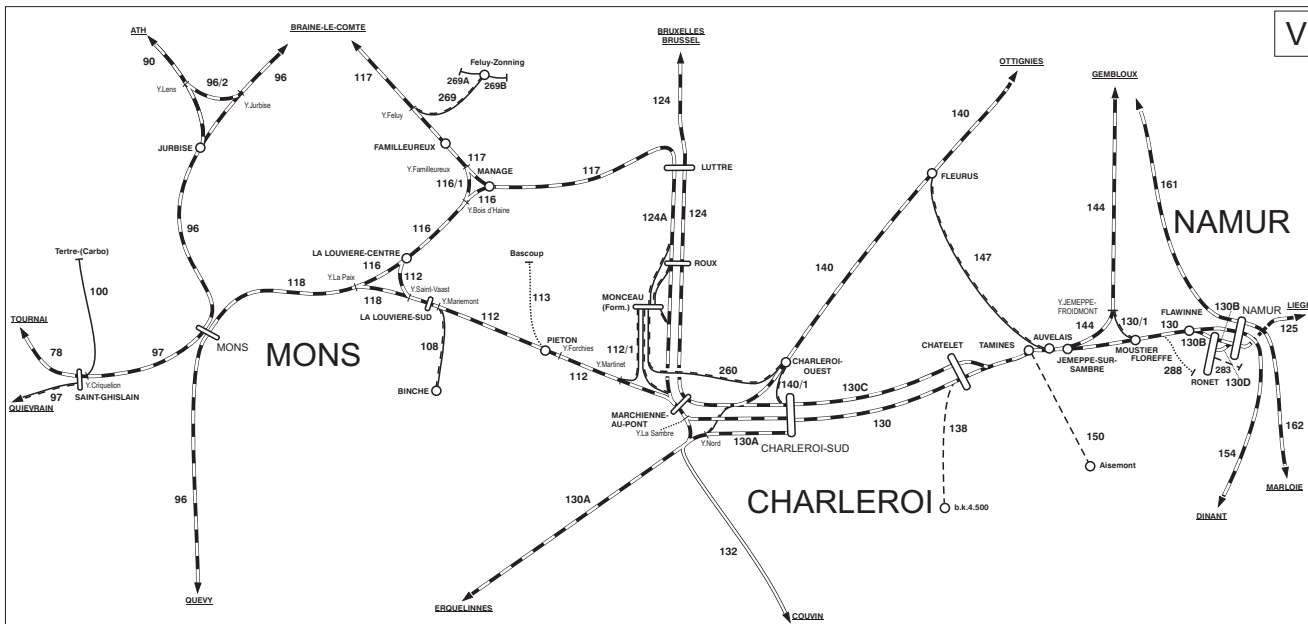 V
ATH
BRAINE-LE-COMTE
BRUXELLES
BRUSSEL
OTTIGNIES
GEMBLOUX
90
96/2
96
Y.Lens
Y.Jurbise
JURBISE
117
Feluy-Zonning
269A
269B
269
Y.Feluy
FAMILLEUREUX
Y.Familleureux
117
MANAGE
116/1
116
Y.Bois d'Haine
117
124
LUTTRE
124A
124
140
FLEURUS
161
144
NAMUR
96
116
LA LOUVIERE-CENTRE
Tertre-(Carbo)
100
118
Y.La Paix
116
112
118
Y.Saint-Vaast
Y.Mariemont
LA LOUVIERE-SUD
Bascoup
113
ROUX
MONCEAU
(Form.)
140
147
Y.JEMEPPE-
FROIDMONT
130/1
144
FLAWINNE
130
130B
130B
NAMUR
LIEGE
125
TOURNAI
78
97
97
Y.Criquelion
SAINT-GHISLAIN
QUIEVRAIN
MONS
MONS
112
108
BINCHE
PIETON
Y.Forchies
112/1
Y.Martinet
112
260
CHARLEROI-
OUEST
140/1
CHATELET
TAMINES
AUVELAIS
JEMEPPE-SUR-
SAMBRE
MOUSTIER
FLOREFFE
288
RONET
283
130D
130C
130
MARCHIENNE-
AU-PONT
Y.La Sambre
Y.Nord
130A
CHARLEROI-SUD
138
150
Aisemont
162
154
MARLOIE
DINANT
96
130A
CHARLEROI
b.k.4.500
132
QUEVY
ERQUELINNES
COUVIN